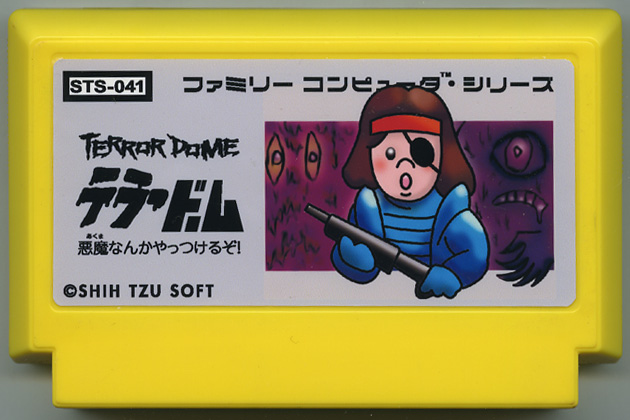 STS-041
ファミリー コンピュータ™・シリーズ
TERROR DOME
テラードーム
あくま
悪魔なんかやっつけるぞ!
©SHIH TZU SOFT